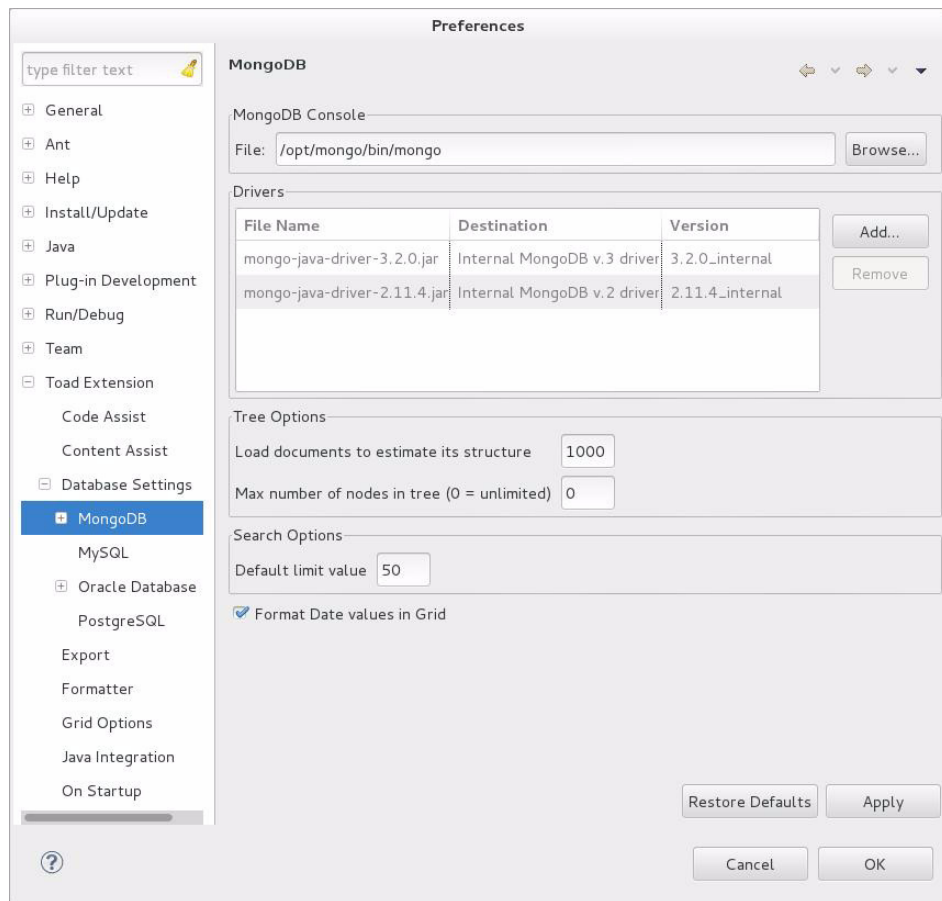 Preferences
type filter text
General
Ant
Help
Install/Update
Java
Plug-in Development
Run/Debug
Team
Toad Extension
Code Assist
Content Assist
Database Settings
MongoDB
MySQL
Oracle Database
PostgreSQL
Export
Formatter
Grid Options
Java Integration
On Startup
MongoDB
MongoDB Console
File: /opt/mongo/bin/mongo Browse...
Drivers
File Name Destination Version
mongo-java-driver-3.2.0.jar Internal MongoDB v.3 driver 3.2.0_internal
mongo-java-driver-2.11.4.jar Internal MongoDB v.2 driver 2.11.4_internal
Add...
Remove
Tree Options
Load documents to estimate its structure 1000
Max number of nodes in tree (0 = unlimited) 0
Search Options
Default limit value 50
Format Date values in Grid
Restore Defaults Apply
? Cancel OK